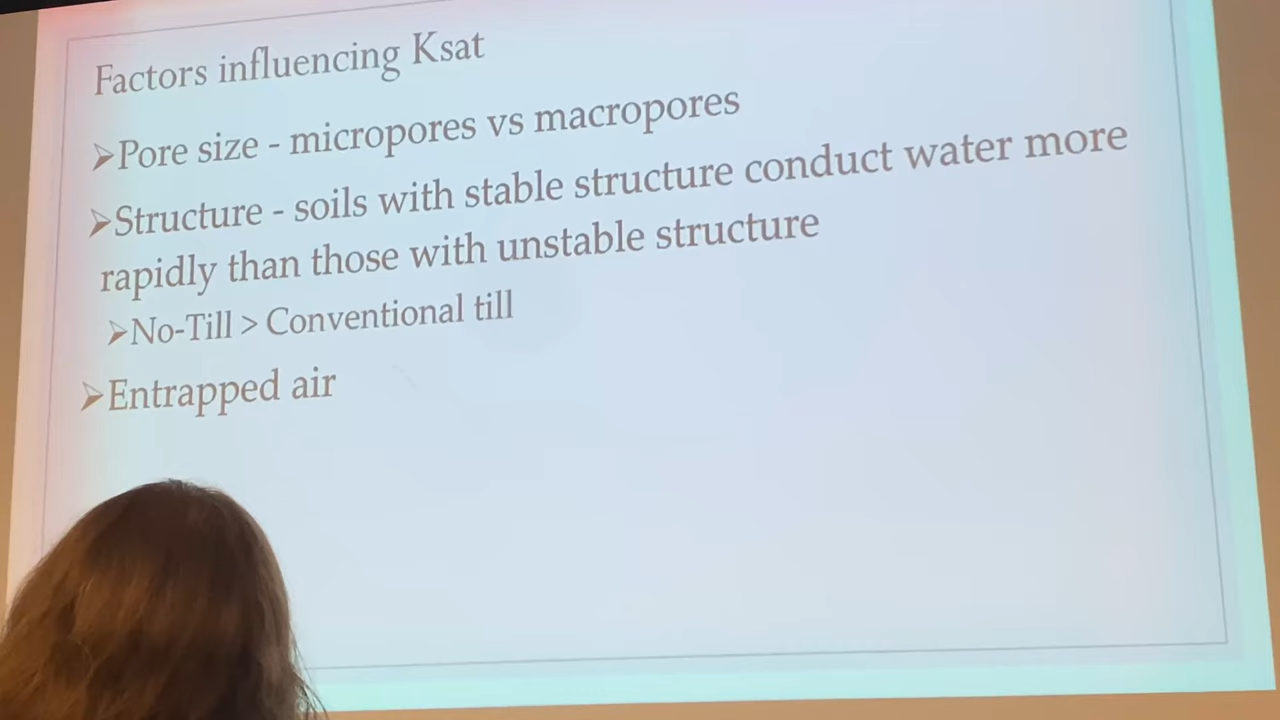 Factors influencing Ksat
➢Pore size - micropores vs macropores
➢Structure - soils with stable structure conduct water more
rapidly than those with unstable structure
➢No-Till > Conventional till
➢Entrapped air